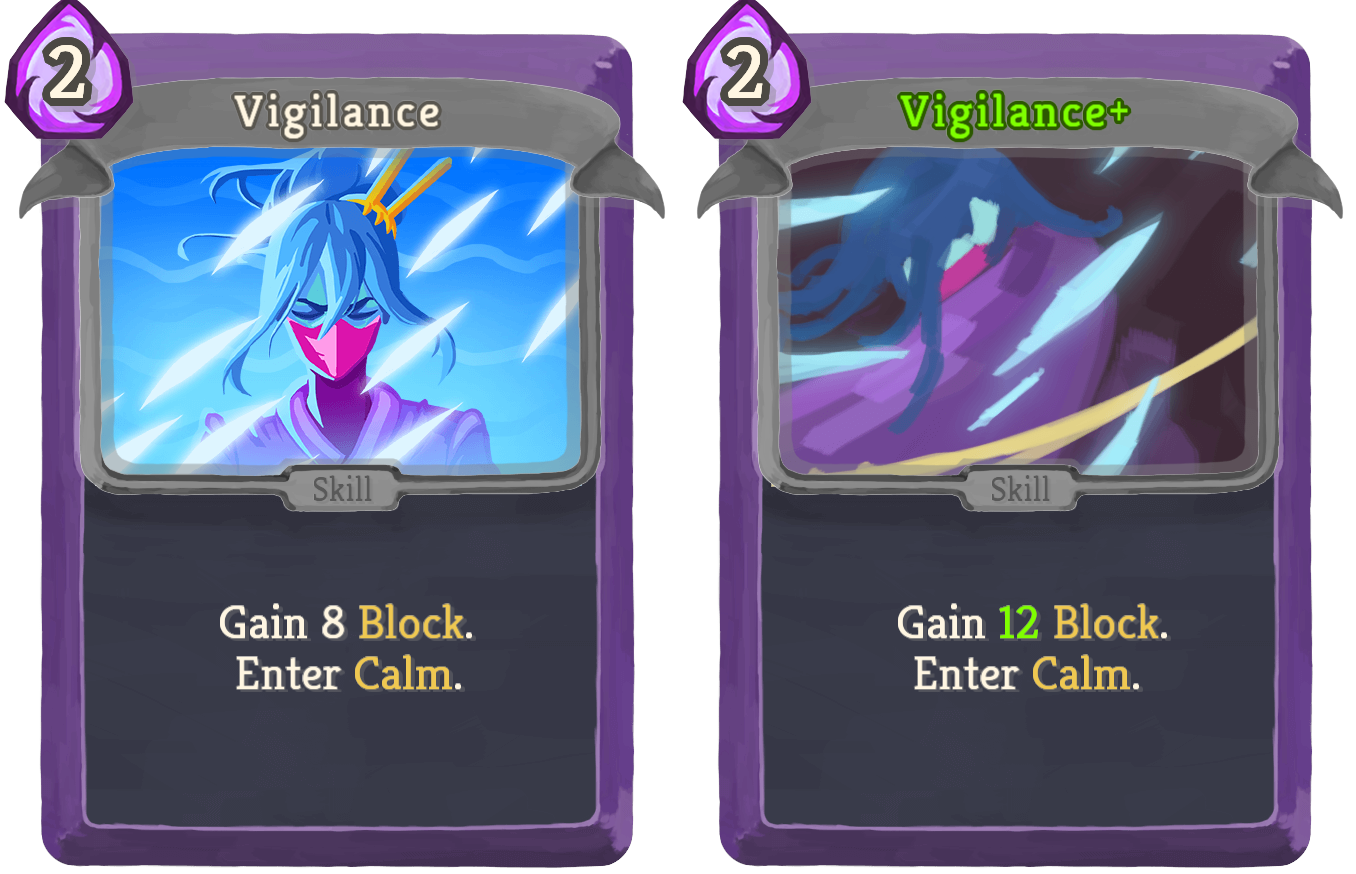 2
Vigilance
Skill
Gain 8 Block.
Enter Calm.
2
Vigilance+
Skill
Gain 12 Block.
Enter Calm.